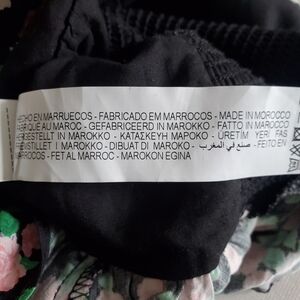 HECHO EN MARRUECOS - FABRICADO EM MARROCOS - MADE IN MOROCCO
FABRIQUE AU MAROC - GEFABRICEERD IN MAROKKO - FATTO IN MAROCCO
HERGESTELLT IN MAROKKO - ΚΑΤΑΣΚΕΥΗ ΜΑΡΟΚΟ - ÜRETIM YERI FAS
FREMSTILLET I MAROKKO - DIBUAT DI MAROKO - صنع في المغرب - FEITO EN
MARROCOS - FET AL MARROC - MAROKON EGINA